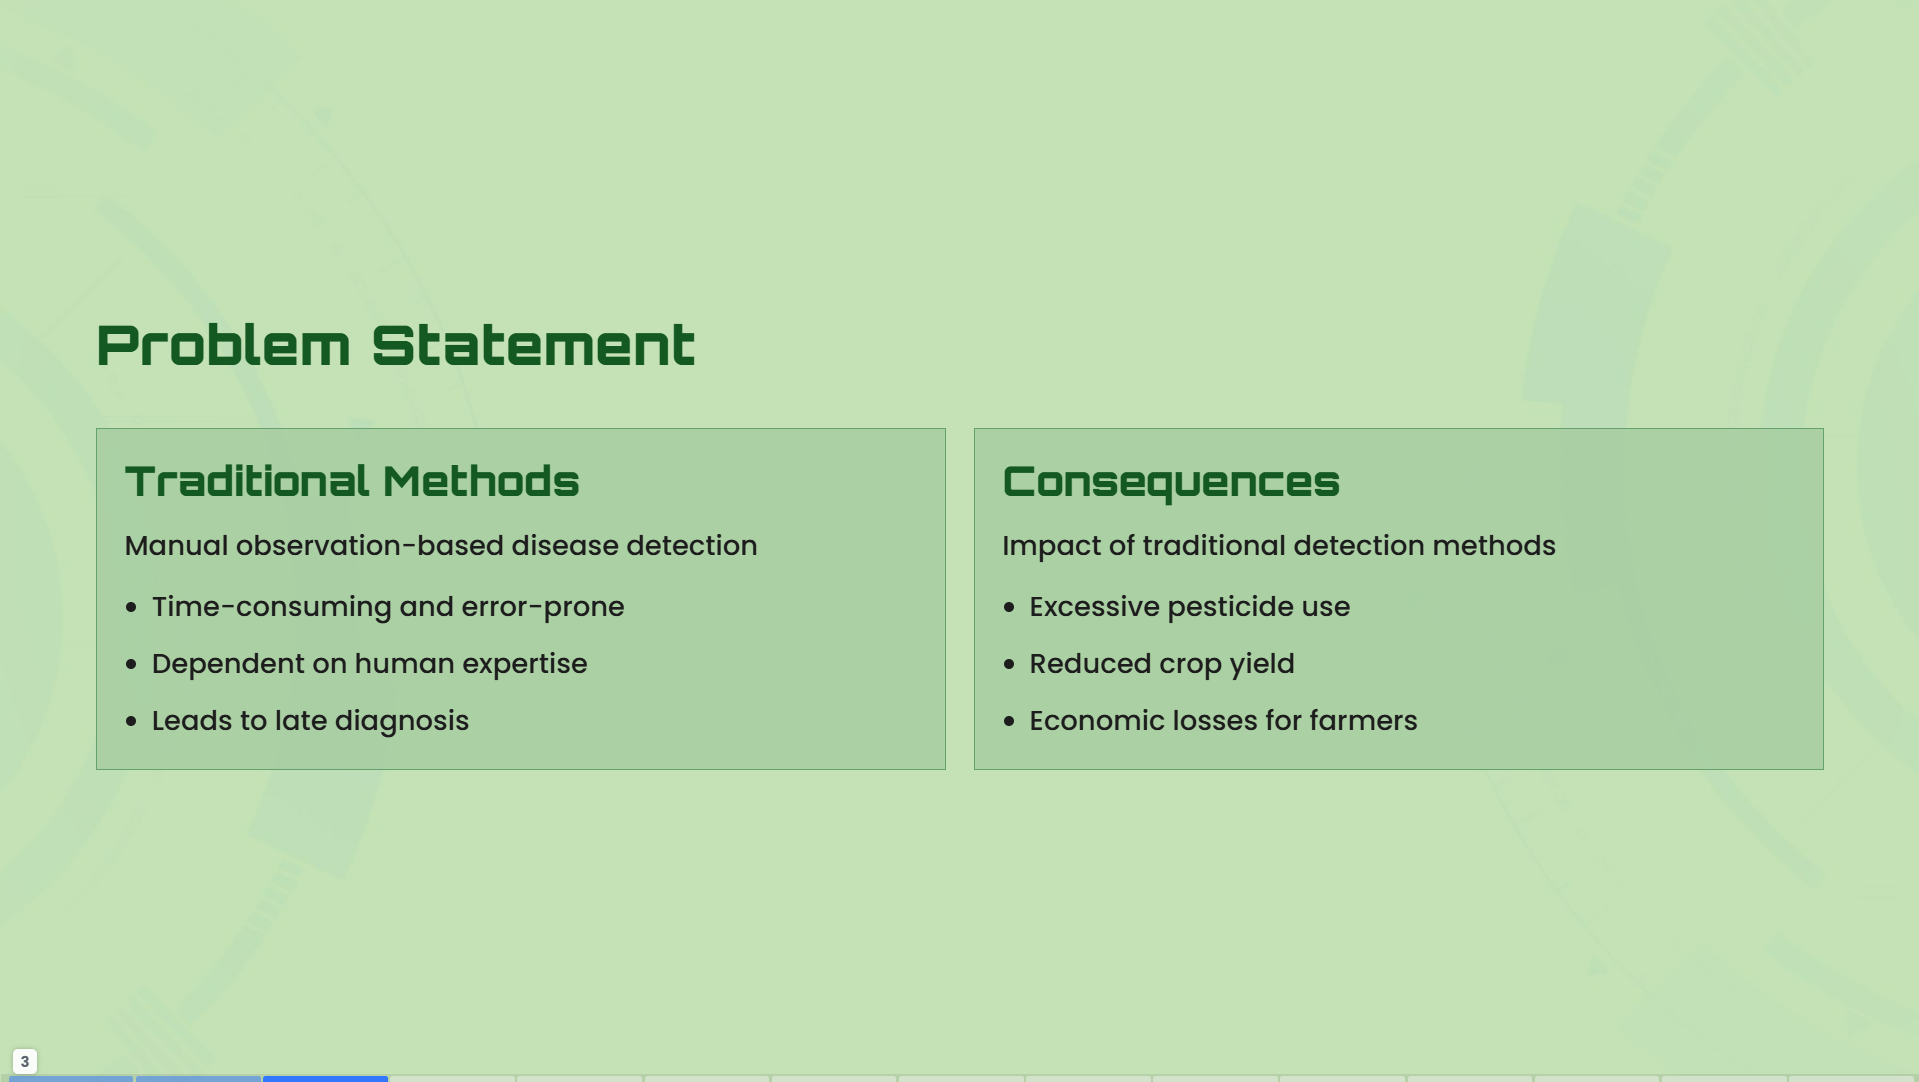 Problem Statement
Traditional Methods
Manual observation-based disease detection
• Time-consuming and error-prone
• Dependent on human expertise
• Leads to late diagnosis
Consequences
Impact of traditional detection methods
• Excessive pesticide use
• Reduced crop yield
• Economic losses for farmers
3